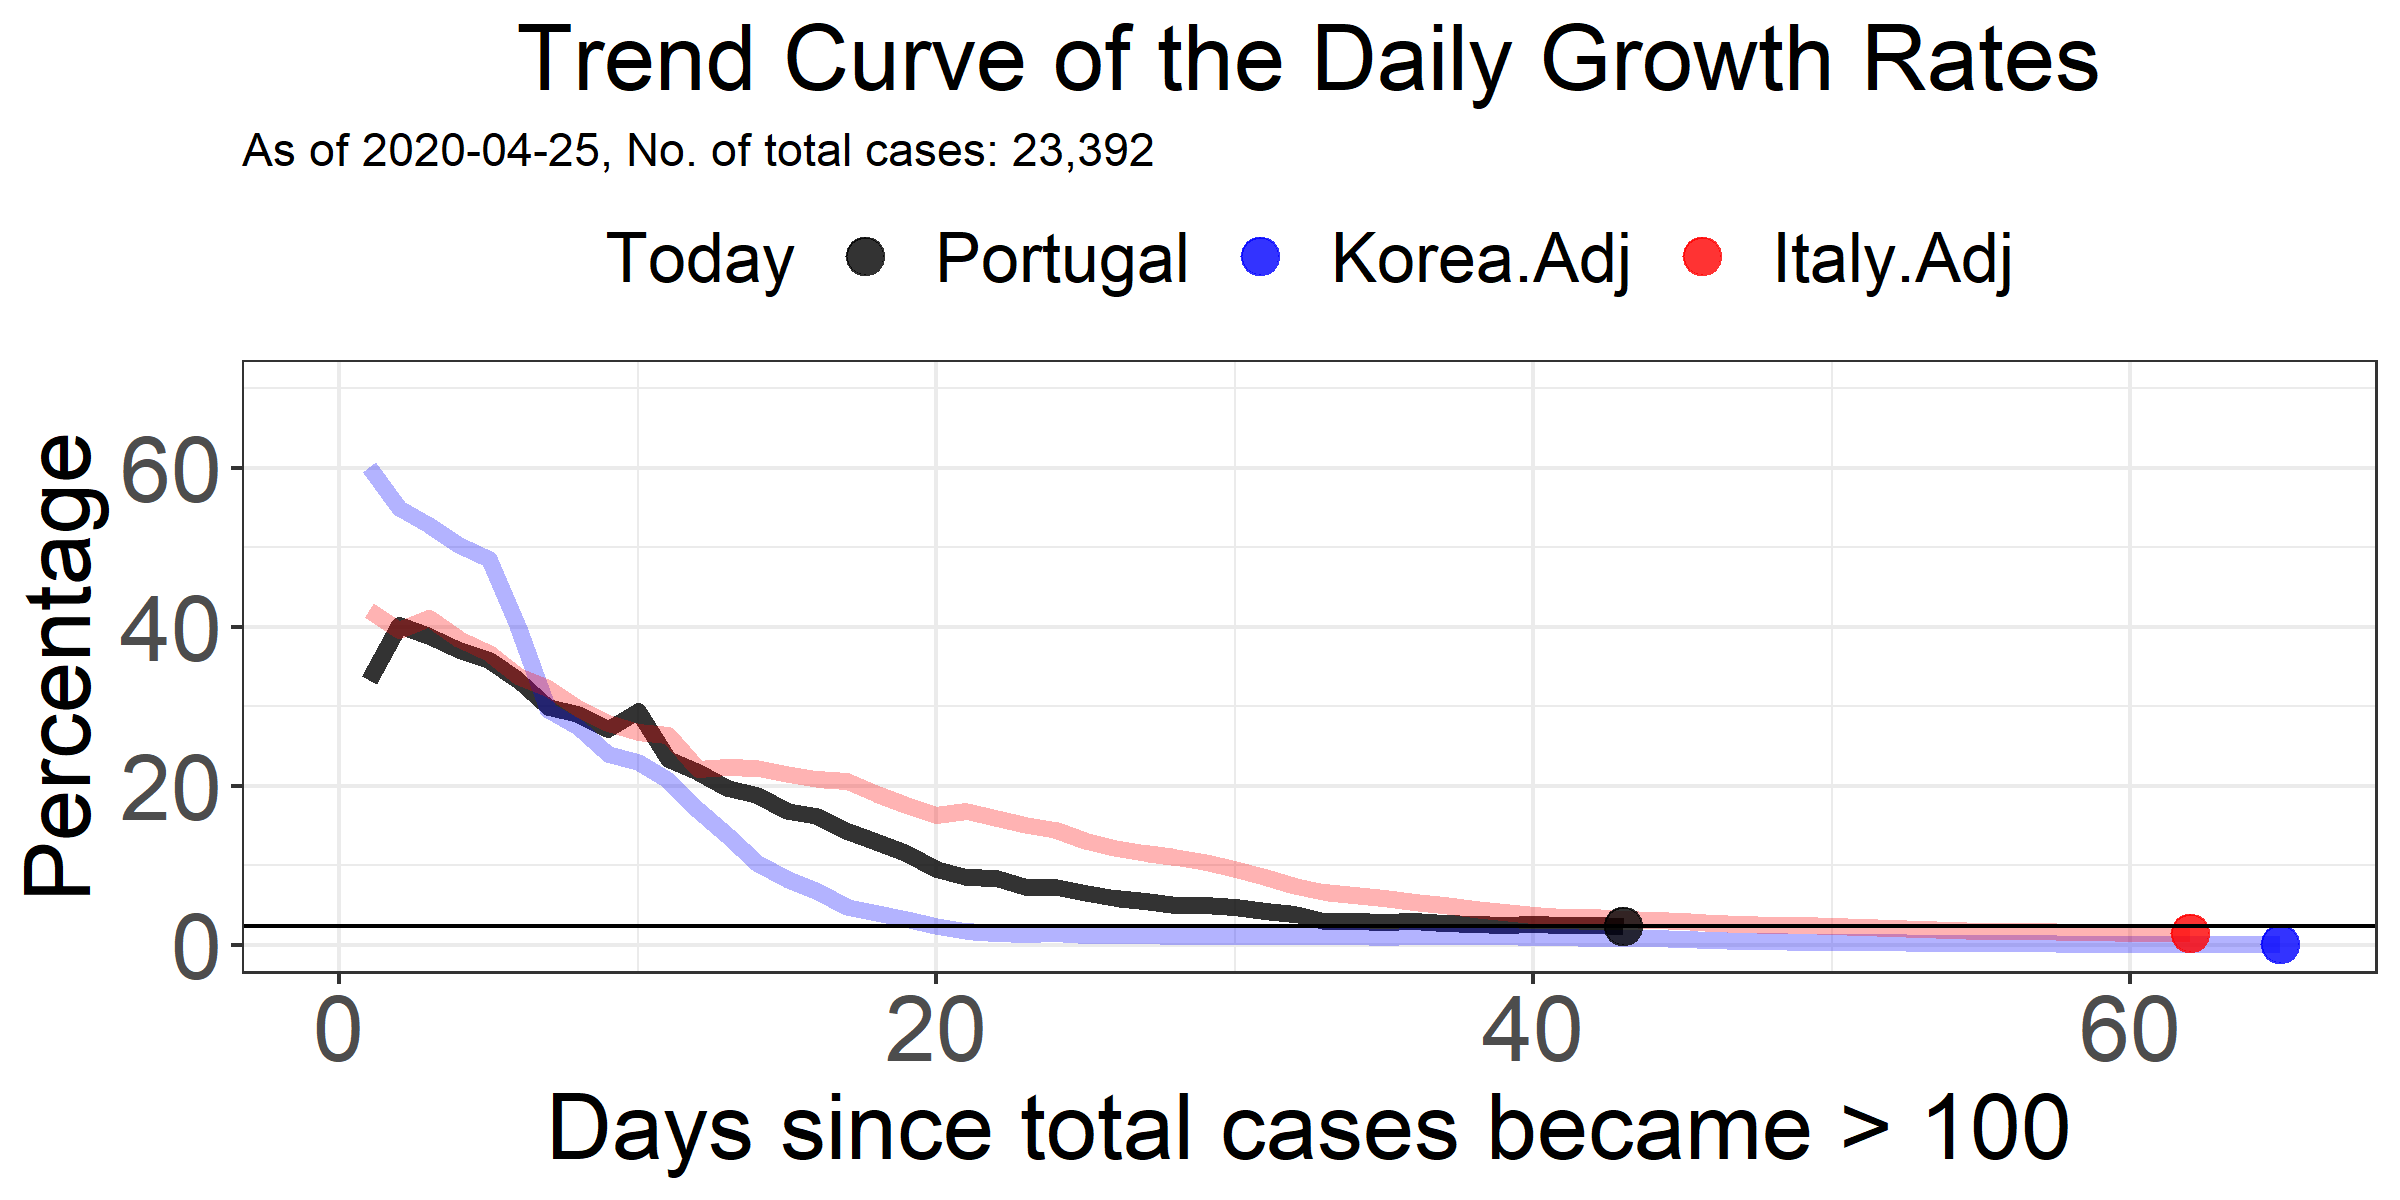 Trend Curve of the Daily Growth Rates
As of 2020-04-25, No. of total cases: 23,392
Today Portugal Korea.Adj Italy.Adj
Percentage
60
40
20
0
0 20 40 60
Days since total cases became > 100